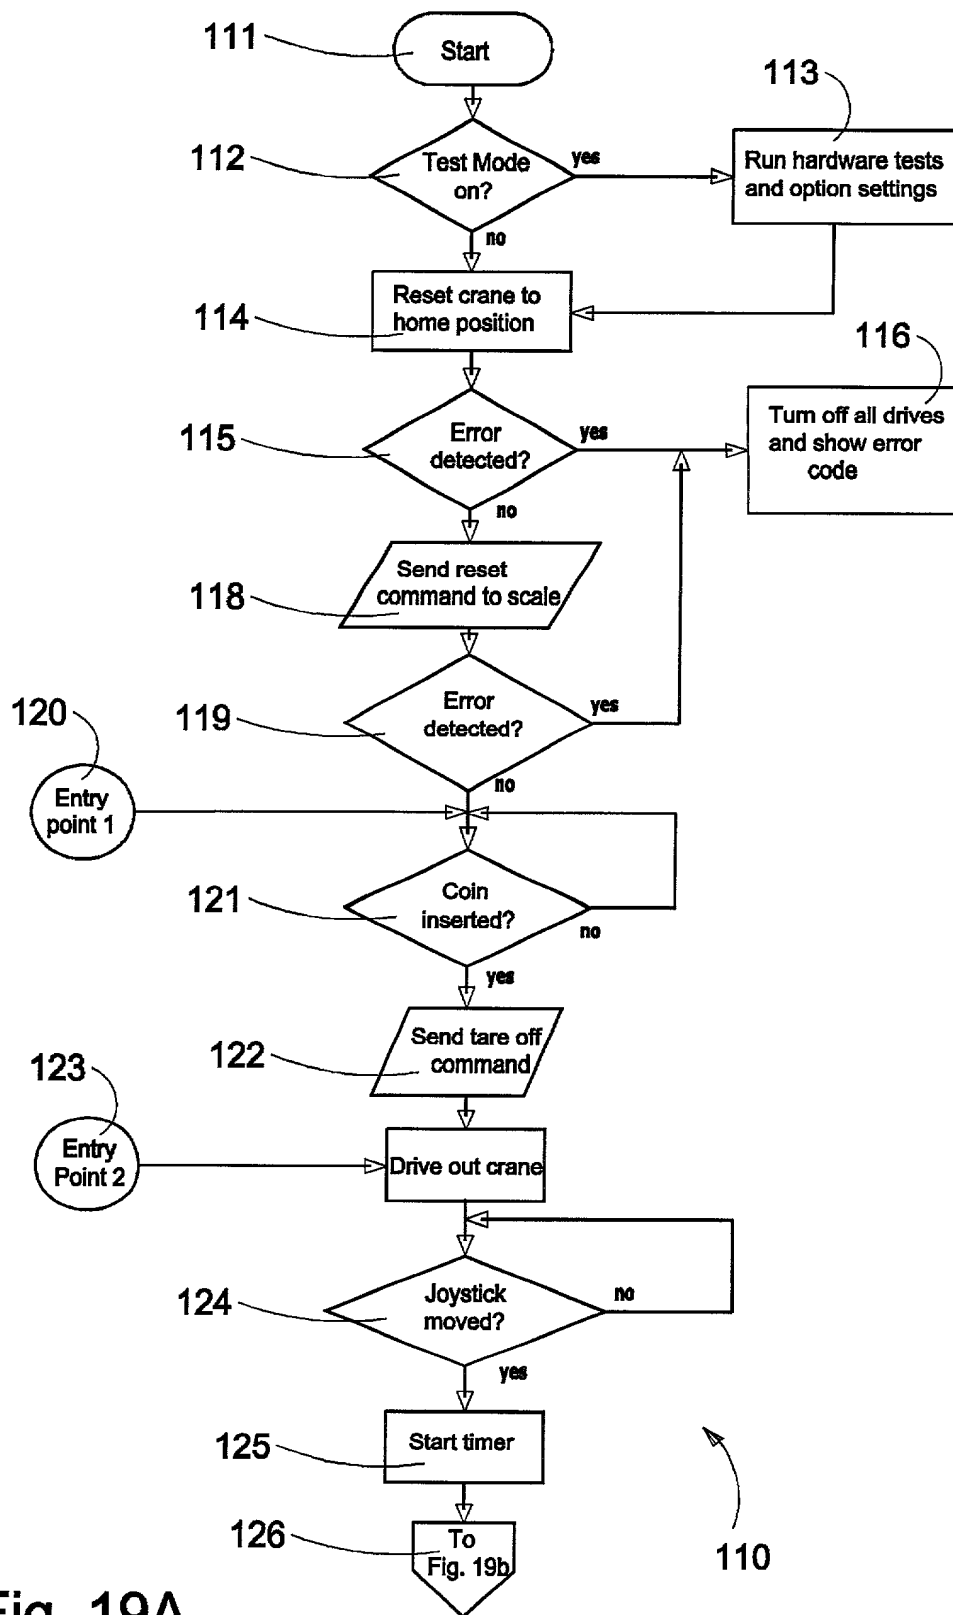 111
Start
113
112
Test Mode
on?
yes
Run hardware tests
and option settings
no
114
Reset crane to
home position
116
115
Error
detected?
yes
Turn off all drives
and show error
code
no
118
Send reset
command to scale
119
Error
detected?
yes
no
120
Entry
point 1
121
Coin
inserted?
no
yes
122
Send tare off
command
123
Entry
Point 2
Drive out crane
124
Joystick
moved?
no
yes
125
Start timer
126
To
Fig. 19b
110
Fig. 19A